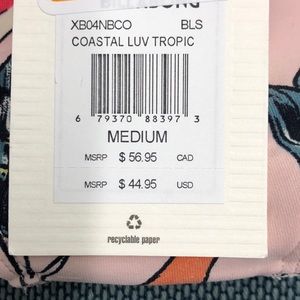 BILLABONG
XB04NBCO BLS
COASTAL LUV TROPIC
6 79370 88397 3
MEDIUM
MSRP $ 56.95 CAD
MSRP $ 44.95 USD
recyclable paper